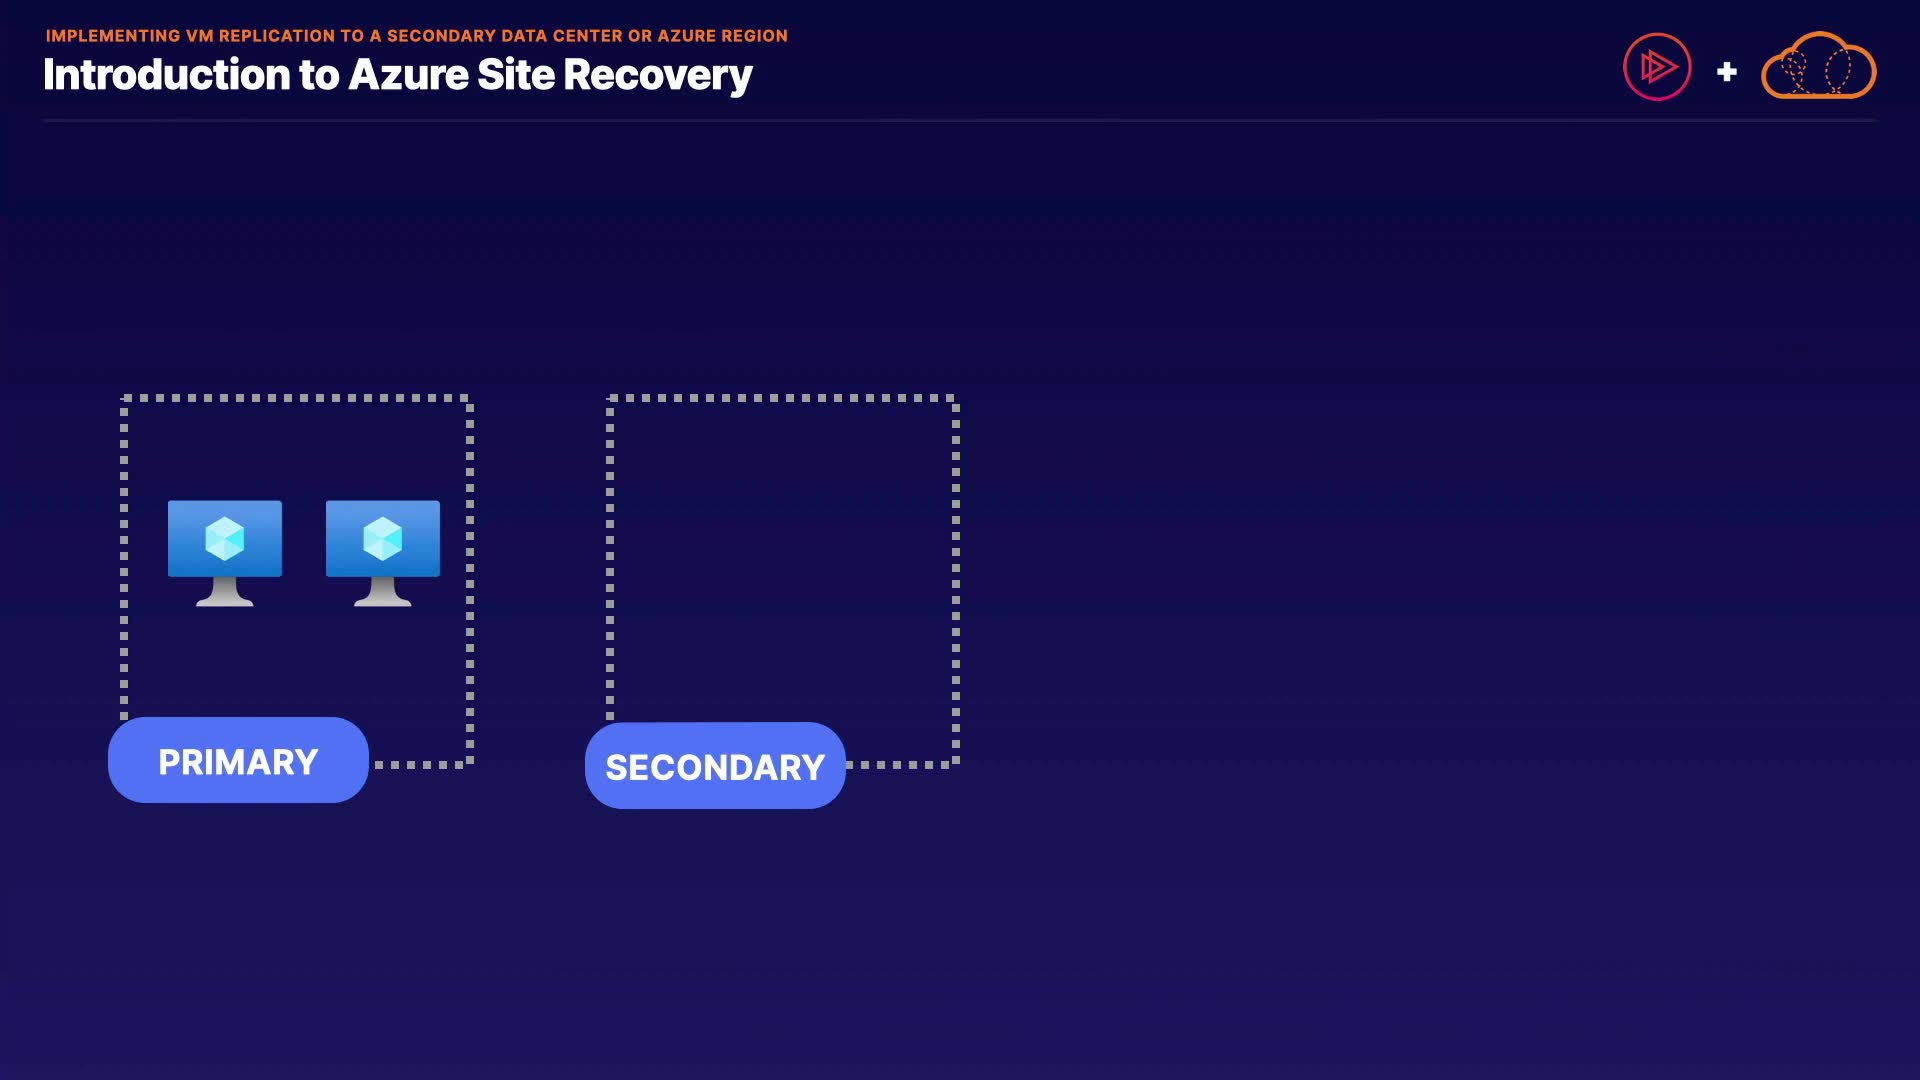 IMPLEMENTING VM REPLICATION TO A SECONDARY DATA CENTER OR AZURE REGION
Introduction to Azure Site Recovery
PRIMARY
SECONDARY